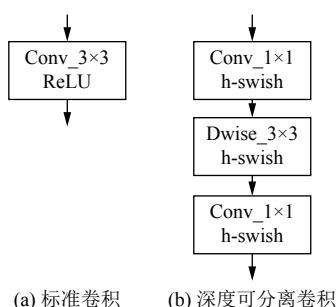 Conv_3×3
ReLU
Conv_1×1
h-swish
Dwise_3×3
h-swish
Conv_1×1
h-swish
(a) 标准卷积
(b) 深度可分离卷积